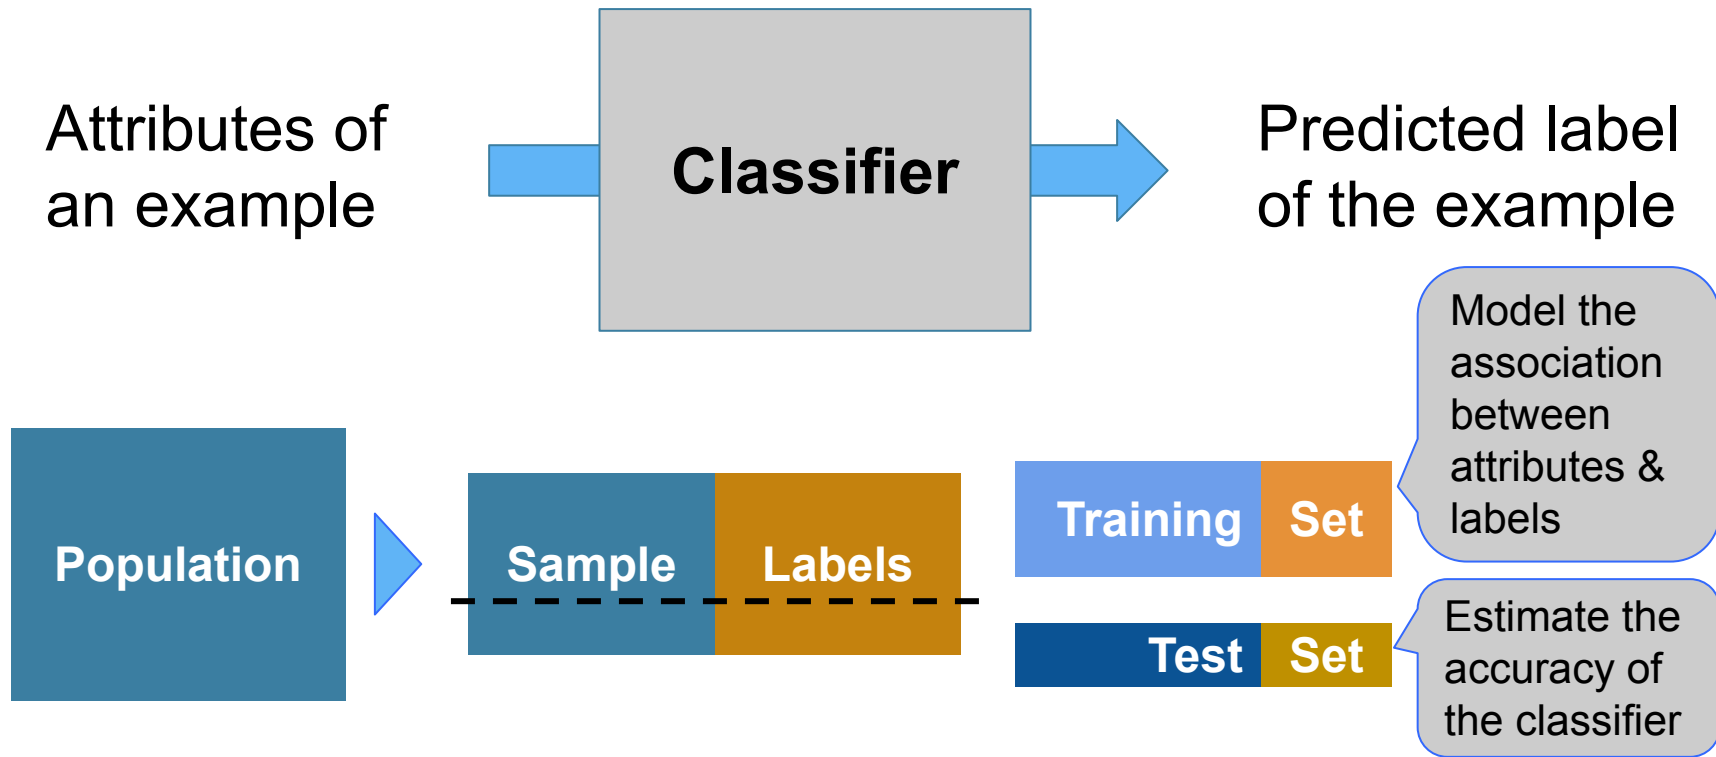 Attributes of
an example
Classifier
Predicted label
of the example
Population
Sample
Labels
Training Set
Test Set
Model the
association
between
attributes &
labels
Estimate the
accuracy of
the classifier